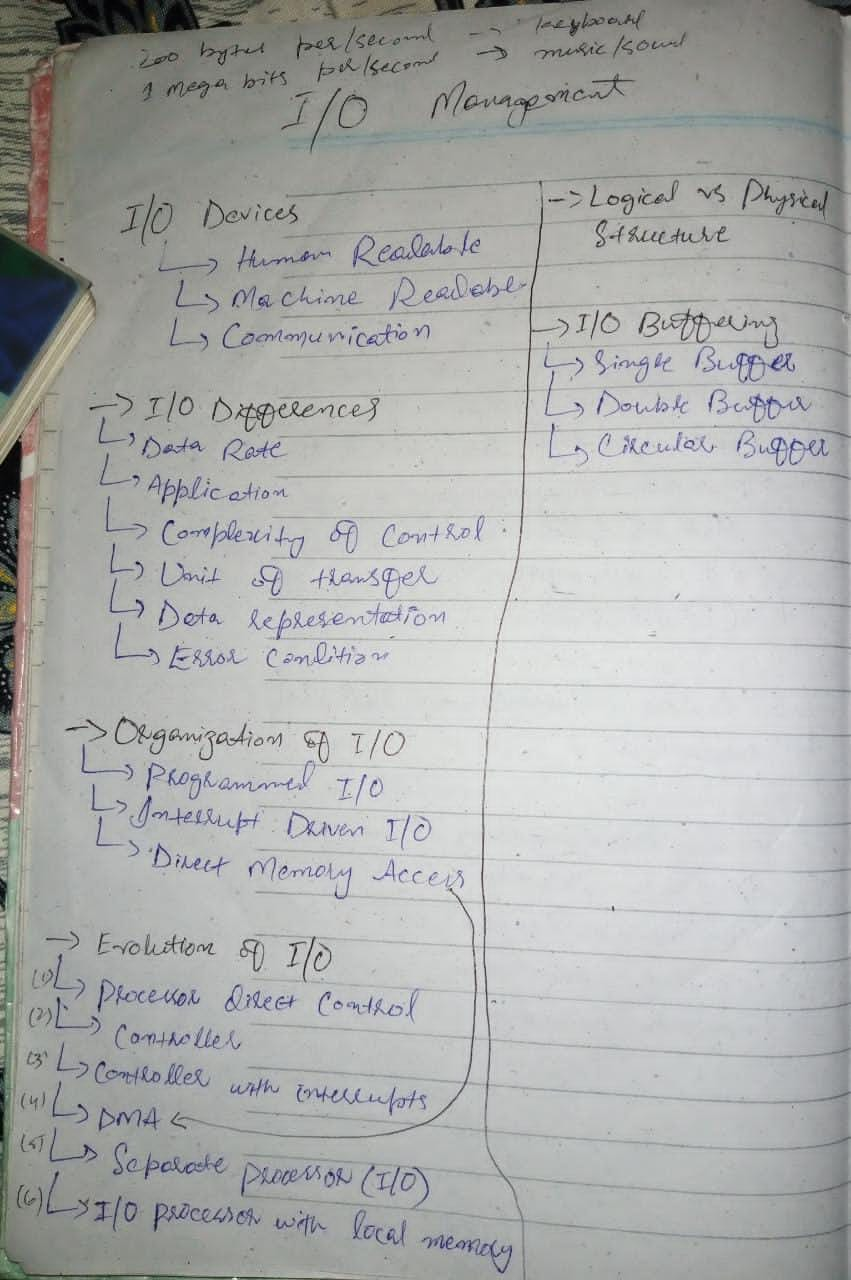 200 bytes per/second -> keyboard
1 mega bits per/second -> music/sound
I/O Management
I/O Devices
Human Readable
Machine Readable
Communication
-> I/O Differences
Data Rate
Application
Complexity of Control
Unit of transfer
Data representation
Error Condition
-> Organization of I/O
Programmed I/O
Interrupt Driven I/O
Direct Memory Access
-> Evolution of I/O
(1) Processor direct Control
(2) Controller
(3) Controller with interrupts
(4) DMA
(5) Separate processor (I/O)
(6) I/O processor with local memory
-> Logical vs Physical
Structure
-> I/O Buffering
Single Buffer
Double Buffer
Circular Buffer